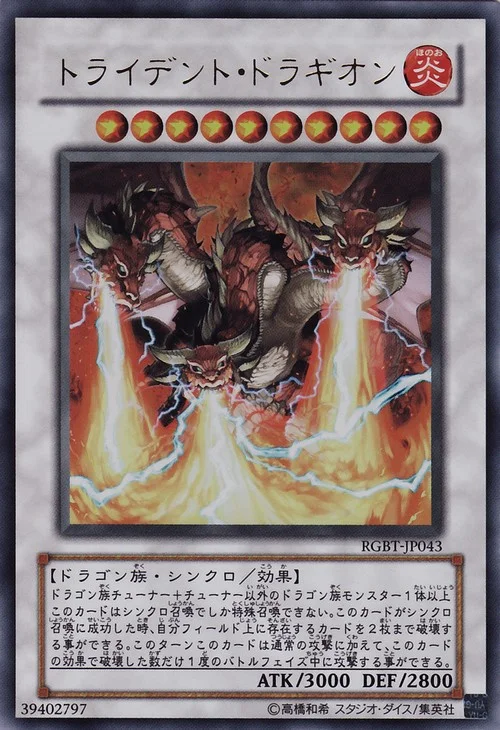 トライデント・ドラギオン
炎
ほのお
RGBT-JP043
【ドラゴン族・シンクロ/効果】
ドラゴン族チューナー+チューナー以外のドラゴン族モンスター1体以上
このカードはシンクロ召喚でしか特殊召喚できない。このカードがシンクロ
召喚に成功した時、自分フィールド上に存在するカードを2枚まで破壊す
る事ができる。このターンこのカードは通常の攻撃に加えて、このカード
の効果で破壊した数だけ1度のバトルフェイズ中に攻撃する事ができる。
ATK/3000 DEF/2800
39402797
©高橋和希 スタジオ・ダイス/集英社